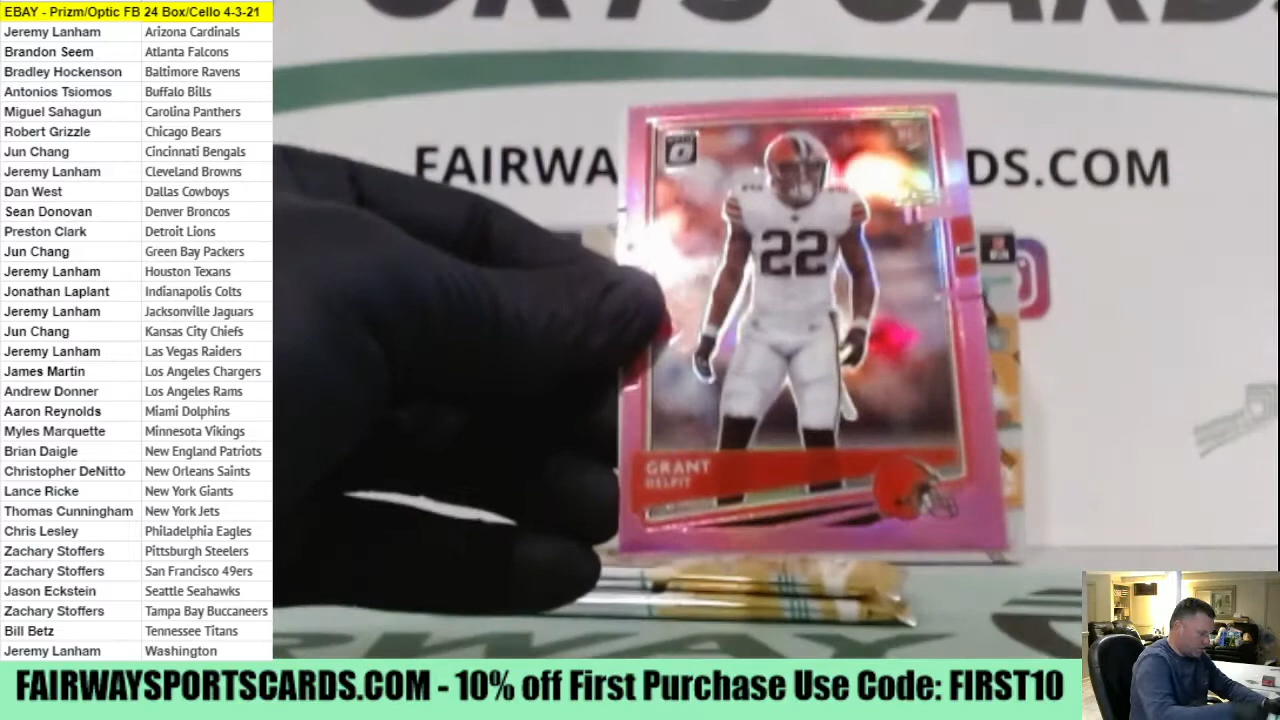 EBAY - Prizm/Optic FB 24 Box/Cello 4-3-21
Jeremy Lanham Arizona Cardinals
Brandon Seem Atlanta Falcons
Bradley Hockenson Baltimore Ravens
Antonios Tsiomos Buffalo Bills
Miguel Sahagun Carolina Panthers
Robert Grizzle Chicago Bears
Jun Chang Cincinnati Bengals
Jeremy Lanham Cleveland Browns
Dan West Dallas Cowboys
Sean Donovan Denver Broncos
Preston Clark Detroit Lions
Jun Chang Green Bay Packers
Jeremy Lanham Houston Texans
Jonathan Laplant Indianapolis Colts
Jeremy Lanham Jacksonville Jaguars
Jun Chang Kansas City Chiefs
Jeremy Lanham Las Vegas Raiders
James Martin Los Angeles Chargers
Andrew Donner Los Angeles Rams
Aaron Reynolds Miami Dolphins
Myles Marquette Minnesota Vikings
Brian Daigle New England Patriots
Christopher DeNitto New Orleans Saints
Lance Ricke New York Giants
Thomas Cunningham New York Jets
Chris Lesley Philadelphia Eagles
Zachary Stoffers Pittsburgh Steelers
Zachary Stoffers San Francisco 49ers
Jason Eckstein Seattle Seahawks
Zachary Stoffers Tampa Bay Buccaneers
Bill Betz Tennessee Titans
Jeremy Lanham Washington
FAIRWA DS.COM
22
GRANT
DELPIT
FAIRWAYSPORTSCARDS.COM - 10% off First Purchase Use Code: FIRST10